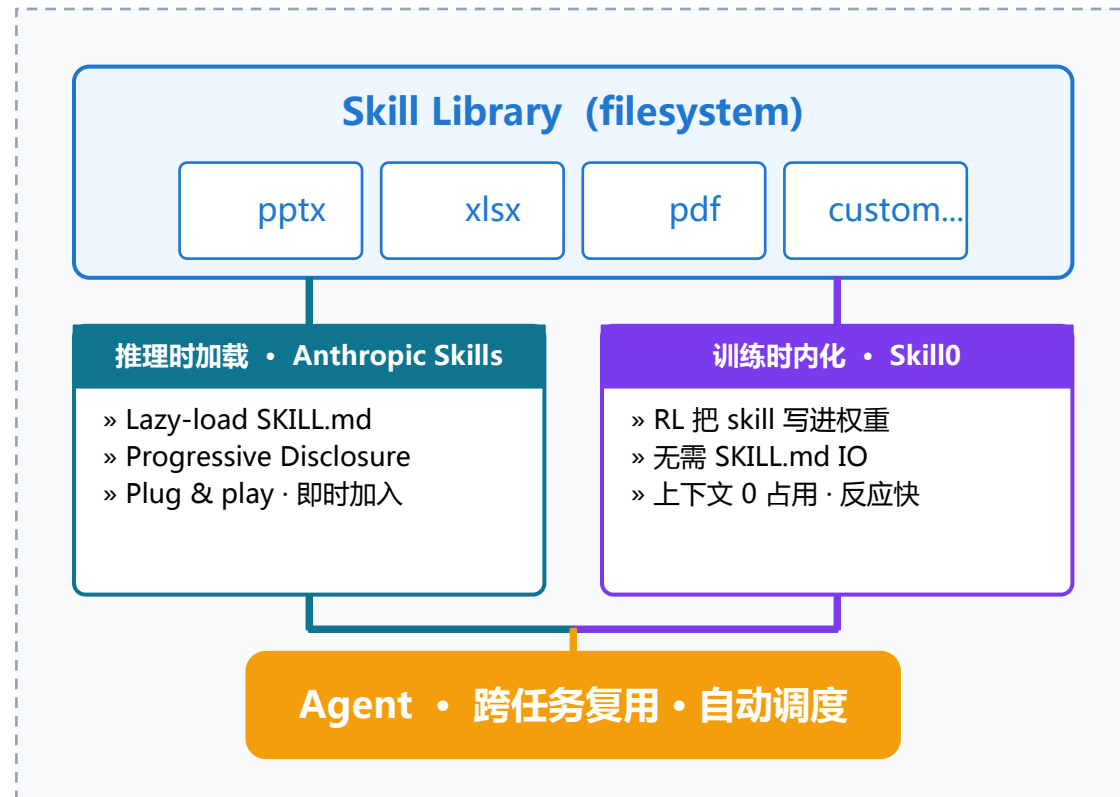 Skill Library (filesystem)
pptx
xlsx
pdf
custom...
推理时加载 • Anthropic Skills
» Lazy-load SKILL.md
» Progressive Disclosure
» Plug & play · 即时加入
训练时内化 • Skill0
» RL 把 skill 写进权重
» 无需 SKILL.md IO
» 上下文 0 占用 · 反应快
Agent • 跨任务复用 • 自动调度